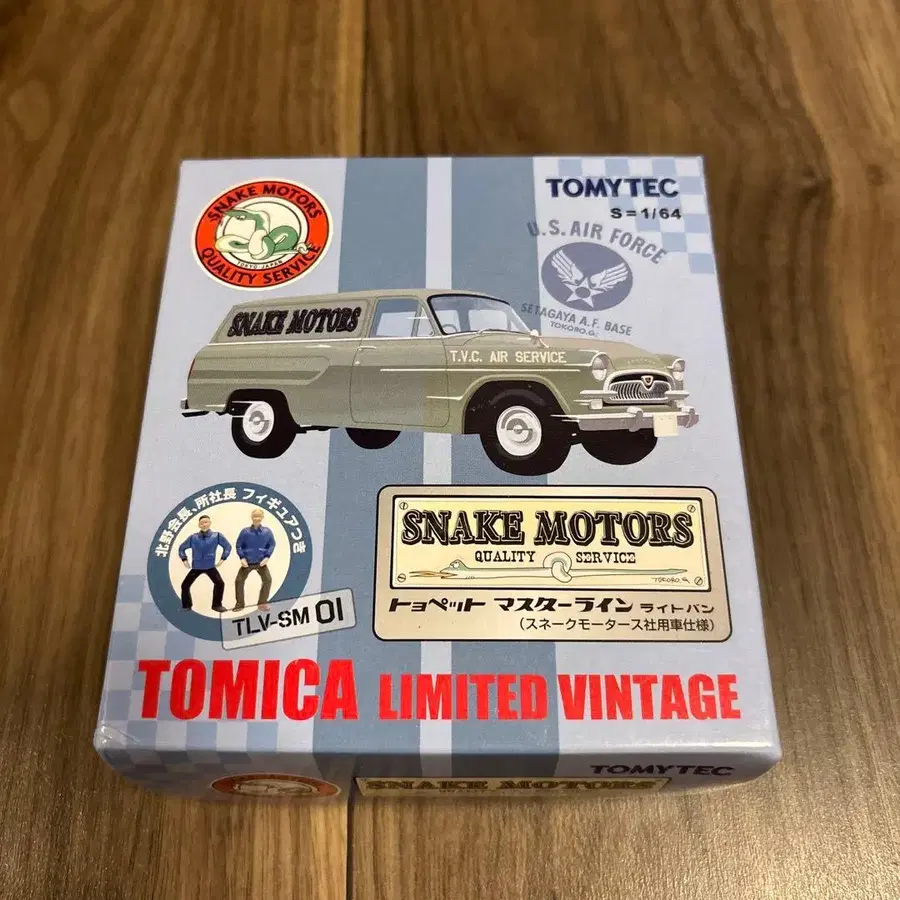 SNAKE MOTORS
TOKYO JAPAN
QUALITY SERVICE
TOMYTEC
S=1/64
U.S. AIR FORCE
SETAGAYA A.F. BASE
TOKORO.G.
SNAKE MOTORS
T.V.C. AIR SERVICE
北野会長、所社長 フィギュアつき
TLV-SM 01
SNAKE MOTORS
QUALITY SERVICE
TOKORO.G
トヨペット マスターライン ライトバン
(スネークモータース社用車仕様)
TOMICA LIMITED VINTAGE
SNAKE MOTORS
TOMYTEC
SNAKE MOTORS